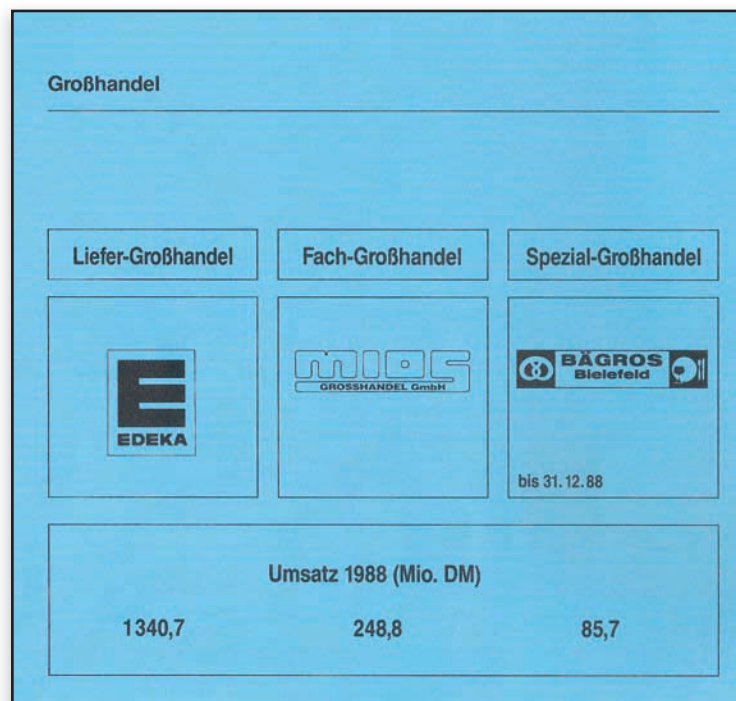 Großhandel
Liefer-Großhandel
Fach-Großhandel
Spezial-Großhandel
E
EDEKA
mios
GROSSHANDEL GmbH
BÄGROS
Bielefeld
bis 31.12.88
Umsatz 1988 (Mio. DM)
1340,7 248,8 85,7